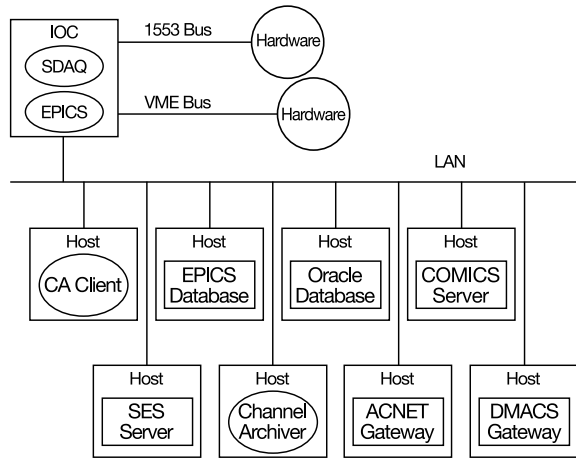 IOC
1553 Bus
Hardware
SDAQ
EPICS
VME Bus
Hardware
LAN
Host
CA Client
Host
EPICS
Database
Host
Oracle
Database
Host
COMICS
Server
Host
SES
Server
Host
Channel
Archiver
Host
ACNET
Gateway
Host
DMACS
Gateway